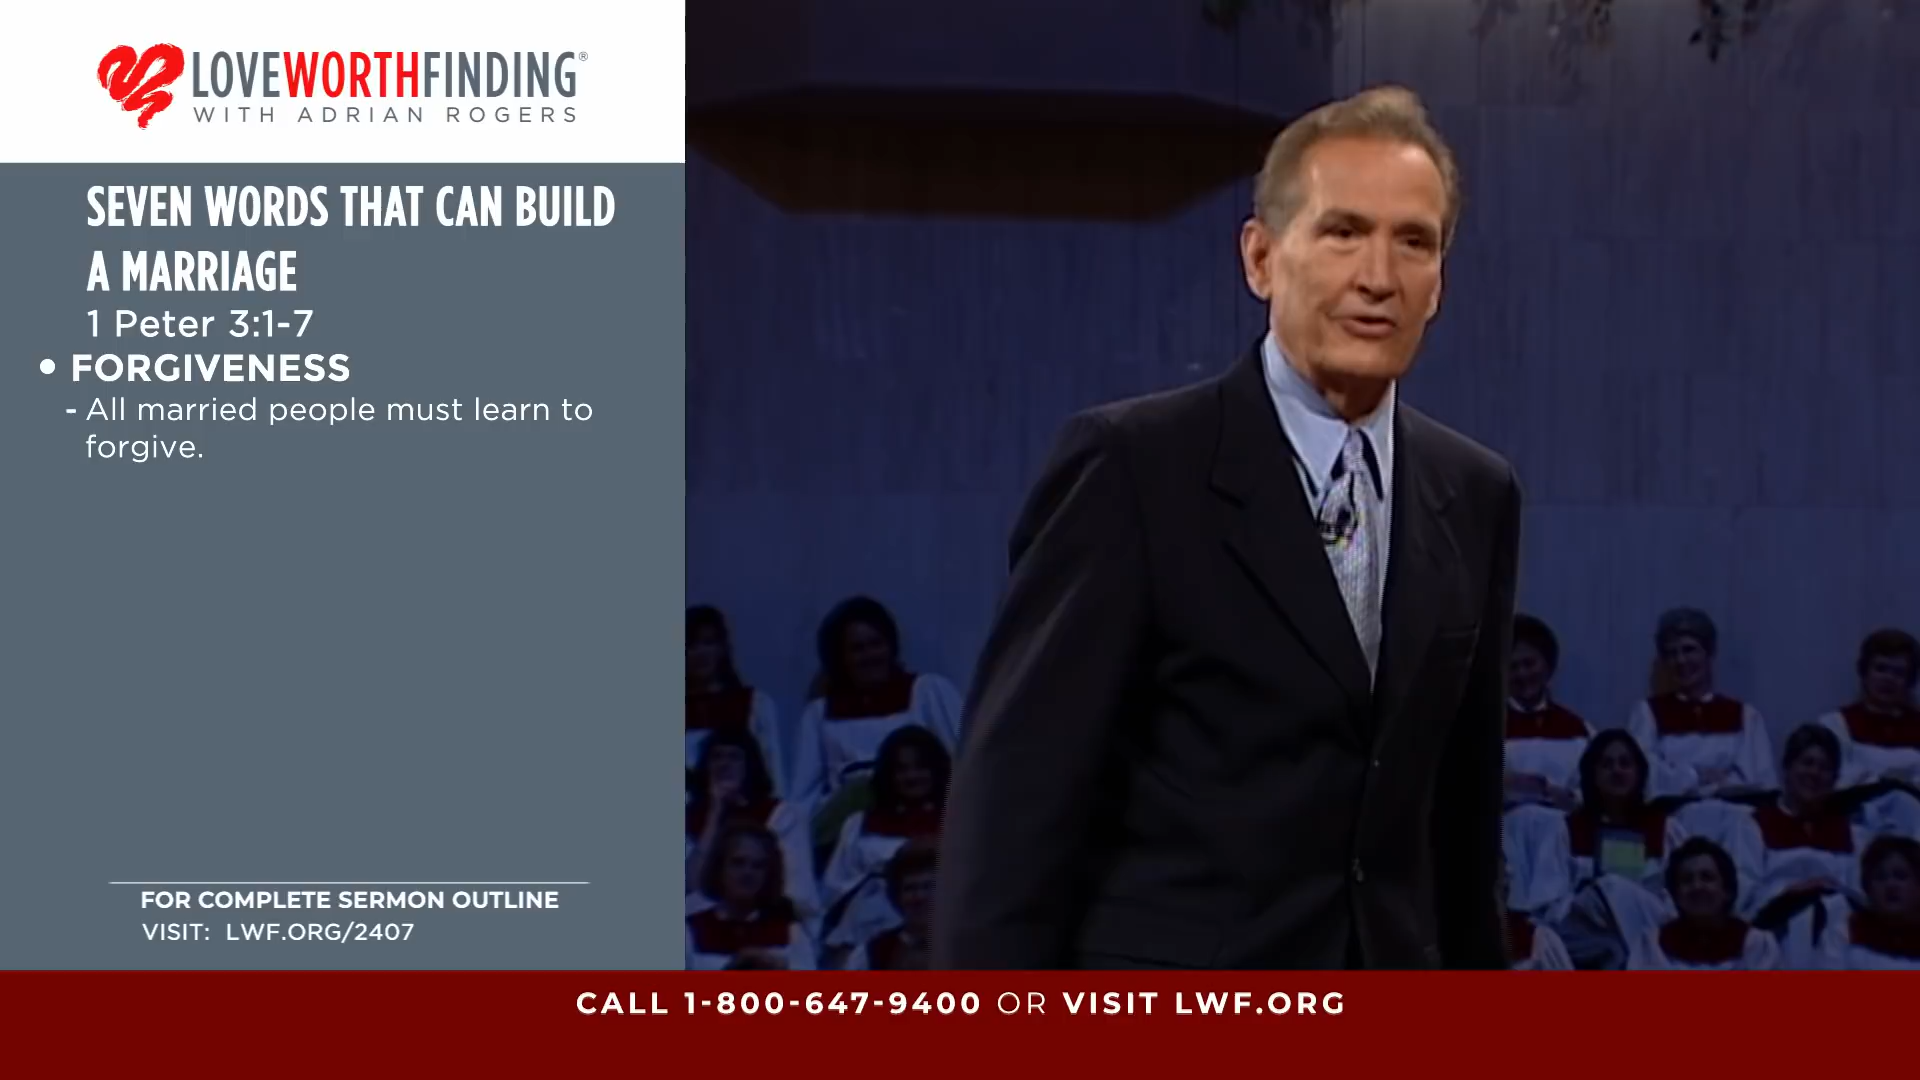 LOVEWORTHFINDING®
WITH ADRIAN ROGERS
SEVEN WORDS THAT CAN BUILD
A MARRIAGE
1 Peter 3:1-7
• FORGIVENESS
- All married people must learn to
forgive.
FOR COMPLETE SERMON OUTLINE
VISIT: LWF.ORG/2407
CALL 1-800-647-9400 OR VISIT LWF.ORG